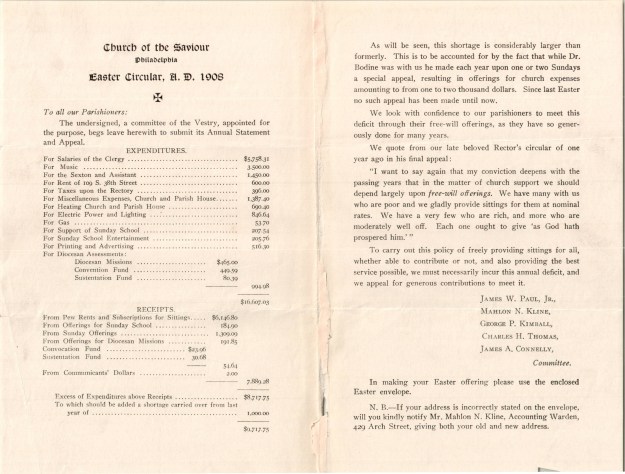 Church of the Saviour
Philadelphia
Easter Circular, A. D. 1908
To all our Parishioners:
The undersigned, a committee of the Vestry, appointed for
the purpose, begs leave herewith to submit its Annual Statement
and Appeal.
EXPENDITURES.
For Salaries of the Clergy ........ $5,758.31
For Music ........ 3,500.00
For the Sexton and Assistant ........ 1,450.00
For Rent of 109 S. 38th Street ........ 600.00
For Taxes upon the Rectory ........ 396.00
For Miscellaneous Expenses, Church and Parish House ........ 1,387.40
For Heating Church and Parish House ........ 690.40
For Electric Power and Lighting ........ 846.64
For Gas ........ 53.70
For Support of Sunday School ........ 207.54
For Sunday School Entertainment ........ 205.76
For Printing and Advertising ........ 516.30
For Diocesan Assessments:
Diocesan Missions ........ $465.00
Convention Fund ........ 449.59
Sustentation Fund ........ 80.39
994.98
$16,607.03
RECEIPTS.
From Pew Rents and Subscriptions for Sittings ...... $6,146.80
From Offerings for Sunday School ........ 184.90
From Sunday Offerings ........ 1,309.09
From Offerings for Diocesan Missions ........ 191.85
Convocation Fund ........ $23.96
Sustentation Fund ........ 30.68
54.64
From Communicants' Dollars ........ 2.00
7,889.28
Excess of Expenditures above Receipts ........ $8,717.75
To which should be added a shortage carried over from last
year of ........ 1,000.00
$9,717.75
As will be seen, this shortage is considerably larger than
formerly. This is to be accounted for by the fact that while Dr.
Bodine was with us he made each year upon one or two Sundays
a special appeal, resulting in offerings for church expenses
amounting to from one to two thousand dollars. Since last Easter
no such appeal has been made until now.
We look with confidence to our parishioners to meet this
deficit through their free-will offerings, as they have so gener-
ously done for many years.
We quote from our late beloved Rector's circular of one
year ago in his final appeal:
"I want to say again that my conviction deepens with the
passing years that in the matter of church support we should
depend largely upon free-will offerings. We have many with us
who are poor and we gladly provide sittings for them at nominal
rates. We have a very few who are rich, and more who are
moderately well off. Each one ought to give 'as God hath
prospered him.' "
To carry out this policy of freely providing sittings for all,
whether able to contribute or not, and also providing the best
service possible, we must necessarily incur this annual deficit, and
we appeal for generous contributions to meet it.
JAMES W. PAUL, JR.,
MAHLON N. KLINE,
GEORGE P. KIMBALL,
CHARLES H. THOMAS,
JAMES A. CONNELLY,
Committee.
In making your Easter offering please use the enclosed
Easter envelope.
N. B.—If your address is incorrectly stated on the envelope,
will you kindly notify Mr. Mahlon N. Kline, Accounting Warden,
429 Arch Street, giving both your old and new address.